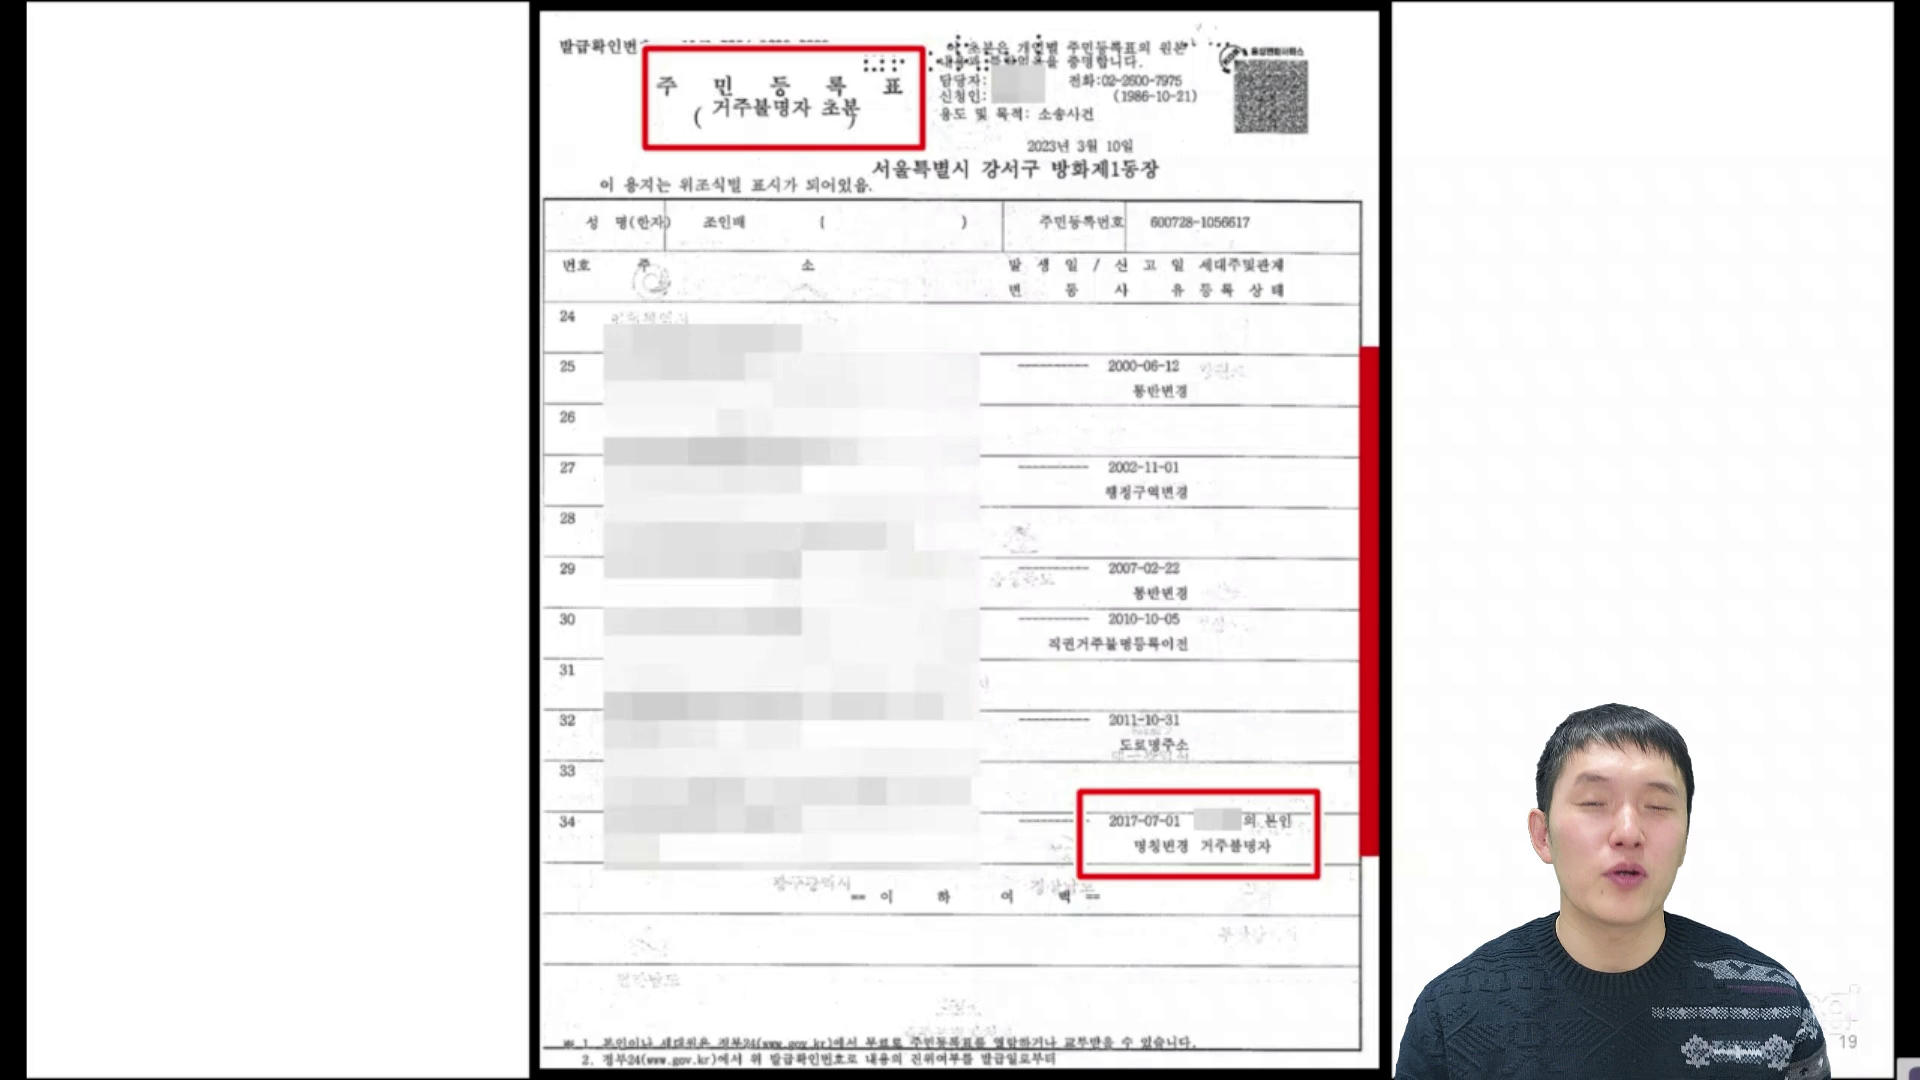 주 민 등 록 표
( 거주불명자 초본 )
이 초본은 개인별 주민등록표의 원본
내용과 틀림없음을 증명합니다.
담당자: 전화:02-2600-7975
신청인: (1986-10-21)
용도 및 목적: 소송사건
2023년 3월 10일
서울특별시 강서구 방화제1동장
이 용지는 위조식별 표시가 되어있음.
성 명(한자) 조인배 ( ) 주민등록번호 600728-1056617
번호 주 소 발 생 일 / 신 고 일 세대주및관계
변 동 사 유 등 록 상 태
24
25 2000-06-12
통반변경
26
27 2002-11-01
행정구역변경
28
29 2007-02-22
통반변경
30 2010-10-05
직권거주불명등록이전
31
32 2011-10-31
도로명주소
33
34 2017-07-01 의 본인
명칭변경 거주불명자
== 이 하 여 백 ==
※ 1. 본인이나 세대원은 정부24(www.gov.kr)에서 무료로 주민등록표를 열람하거나 교부받을 수 있습니다.
2. 정부24(www.gov.kr)에서 위 발급확인번호로 내용의 진위여부를 발급일로부터
19